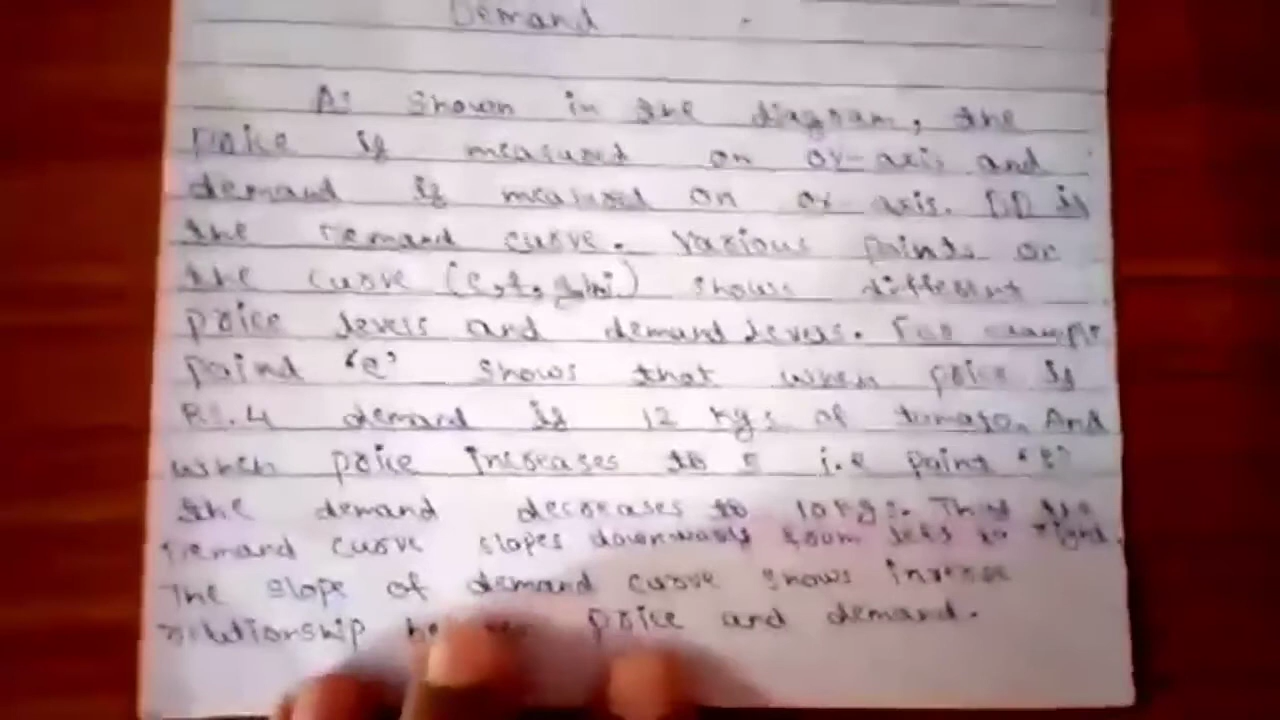 Demand
As shown in the diagram, the
price is measured on oy-axis and
demand is measured on ox axis. DD is
the Demand curve. Various points on
the curve (e,f,g,h,i) shows different
price levels and demand levels. For example
point 'e' shows that when price is
Rs.4 demand is 12 kgs of tomato. And
when price increases to 5 i.e point
the demand decreases to 10 kgs. Thus the
Demand curve slopes downwards from left to right.
The slope of demand curve shows inverse
relationship between price and demand.